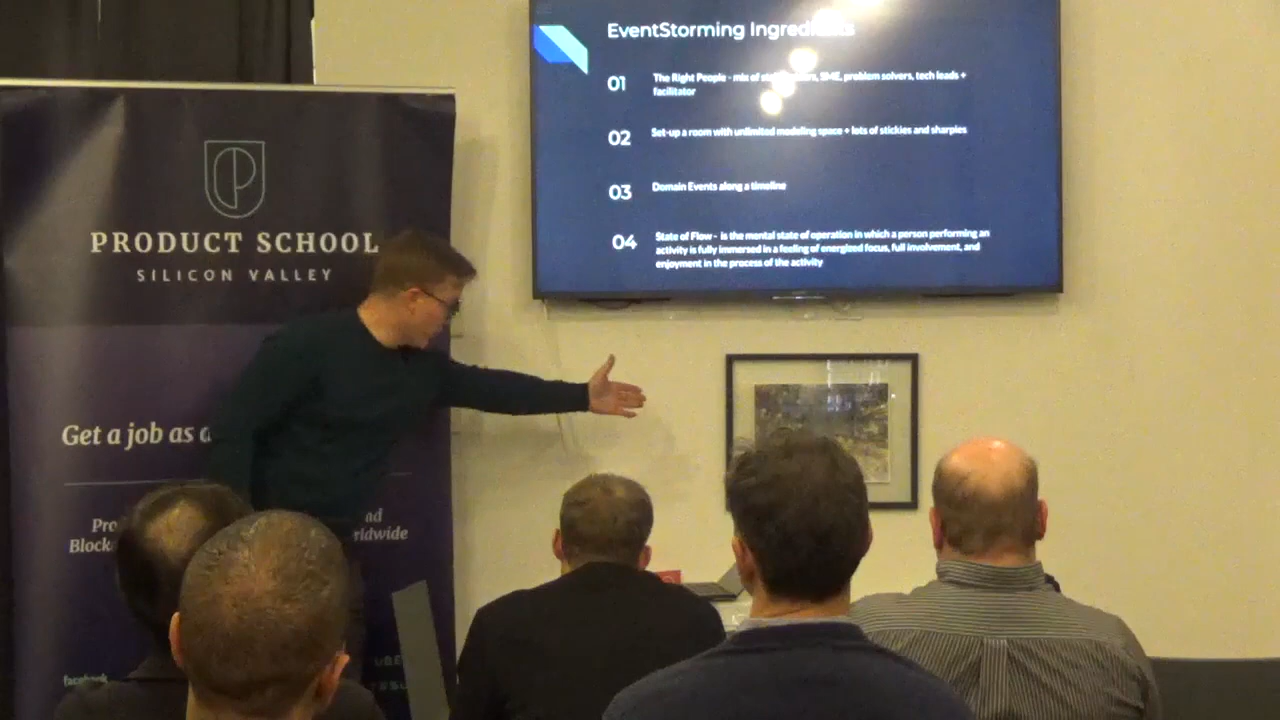 EventStorming Ingredients
01
The Right People - mix of stakeholders, SME, problem solvers, tech leads +
facilitator
02
Set-up a room with unlimited modeling space + lots of stickies and sharpies
03
Domain Events along a timeline
04
State of Flow - is the mental state of operation in which a person performing an
activity is fully immersed in a feeling of energized focus, full involvement, and
enjoyment in the process of the activity
PRODUCT SCHOOL
SILICON VALLEY
Get a job as a
Pro
Block
nd
rldwide
facebook
UBE